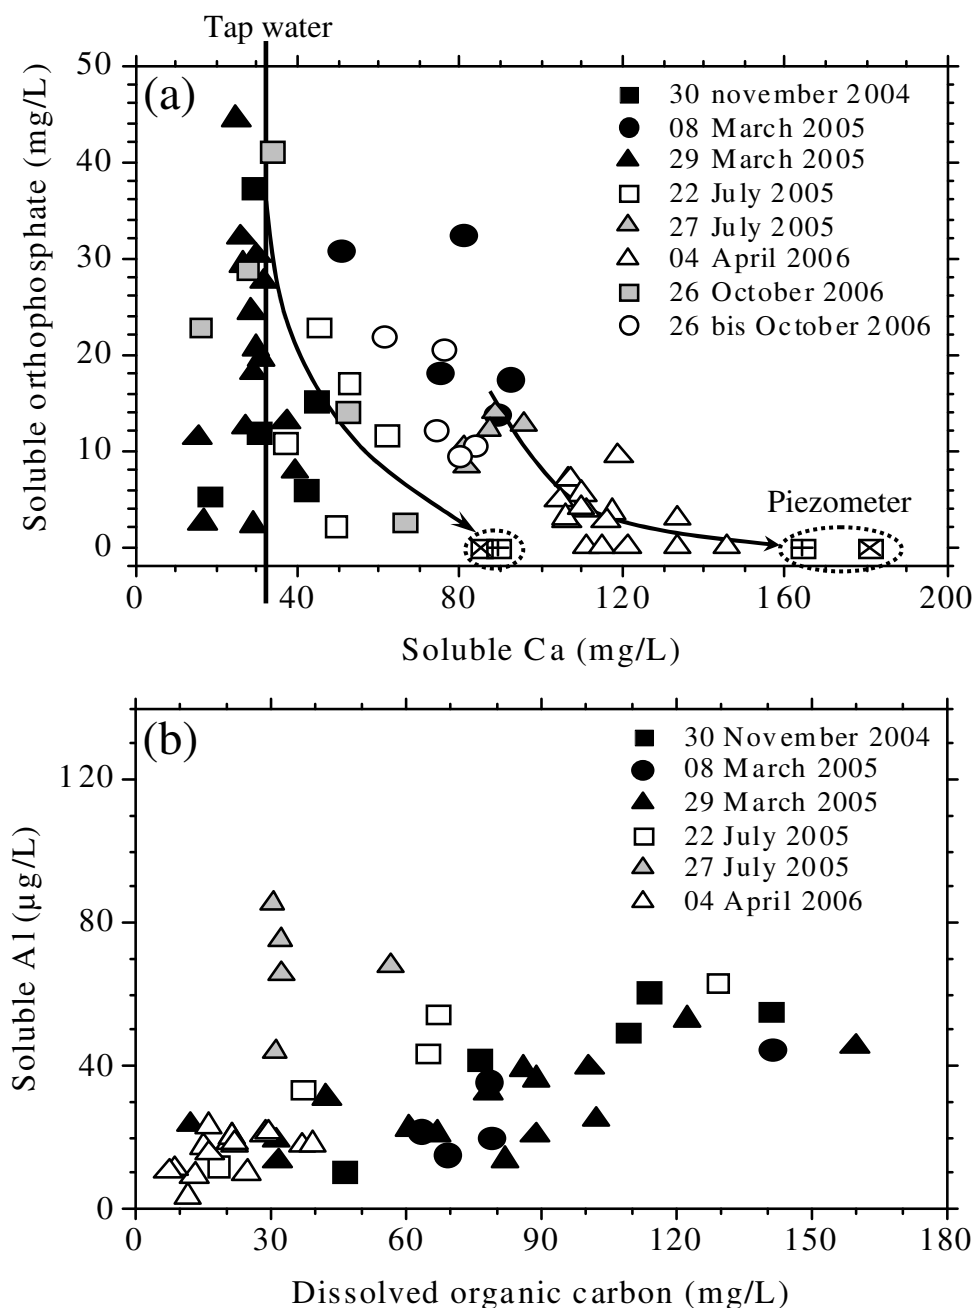 Tap water
50
40
30
20
10
0
Soluble orthophosphate (mg/L)
(a)
30 november 2004
08 March 2005
29 March 2005
22 July 2005
27 July 2005
04 April 2006
26 October 2006
26 bis October 2006
Piezometer
0 40 80 120 160 200
Soluble Ca (mg/L)
120
80
40
0
Soluble Al (µg/L)
(b)
30 November 2004
08 March 2005
29 March 2005
22 July 2005
27 July 2005
04 April 2006
0 30 60 90 120 150 180
Dissolved organic carbon (mg/L)